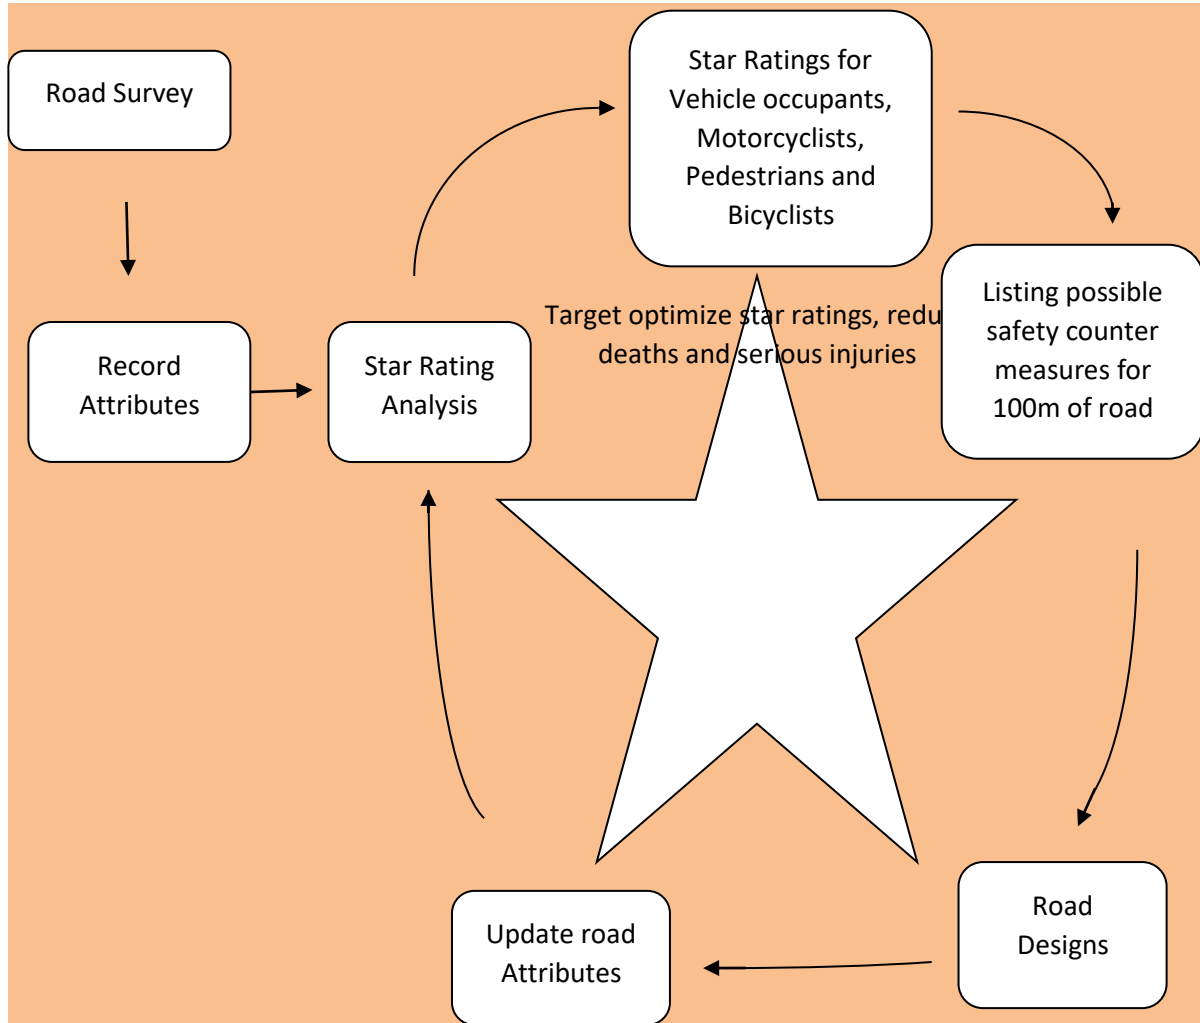 Road Survey
Star Ratings for
Vehicle occupants,
Motorcyclists,
Pedestrians and
Bicyclists
Target optimize star ratings, redu
deaths and serious injuries
Listing possible
safety counter
measures for
100m of road
Record
Attributes
Star Rating
Analysis
Road
Designs
Update road
Attributes